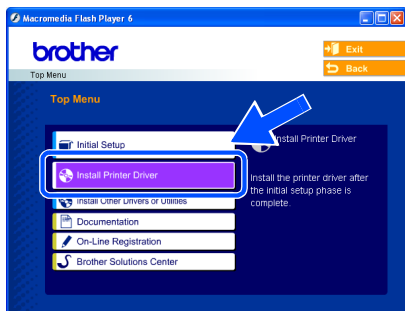 Macromedia Flash Player 6
brother
Exit
Back
Top Menu
Top Menu
Initial Setup
Install Printer Driver
Install Other Drivers or Utilities
Documentation
On-Line Registration
Brother Solutions Center
Install Printer Driver
Install the printer driver after
the initial setup phase is
complete.